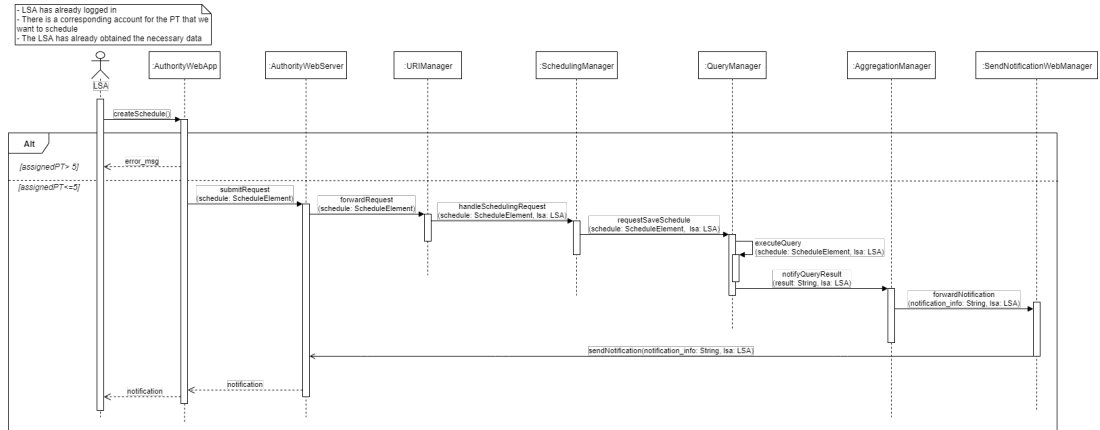 - LSA has already logged in
- There is a corresponding account for the PT that we
want to schedule
- The LSA has already obtained the necessary data
LSA
:AuthorityWebApp
:AuthorityWebServer
:URIManager
:SchedulingManager
:QueryManager
:AggregationManager
:SendNotificationWebManager
createSchedule()
Alt
[assignedPT> 5]
error_msg
[assignedPT<=5]
submitRequest
(schedule: ScheduleElement)
forwardRequest
(schedule: ScheduleElement)
handleSchedulingRequest
(schedule: ScheduleElement, lsa: LSA)
requestSaveSchedule
(schedule: ScheduleElement, lsa: LSA)
executeQuery
(schedule: ScheduleElement, lsa: LSA)
notifyQueryResult
(result: String, lsa: LSA)
forwardNotification
(notification_info: String, lsa: LSA)
sendNotification(notification_info: String, lsa: LSA)
notification
notification